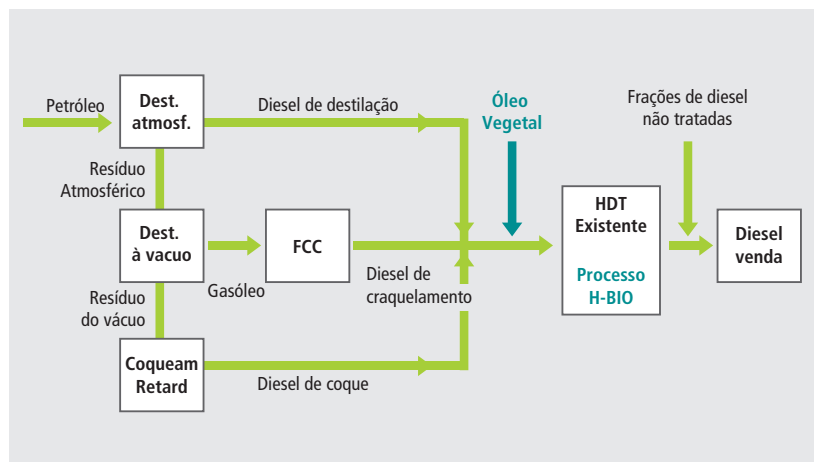 Petróleo
Dest.
atmosf.
Diesel de destilação
Óleo
Vegetal
Frações de diesel
não tratadas
Resíduo
Atmosférico
Dest.
à vacuo
Gasóleo
FCC
Diesel de
craquelamento
HDT
Existente
Processo
H-BIO
Diesel
venda
Resíduo
do vácuo
Coqueam
Retard
Diesel de coque